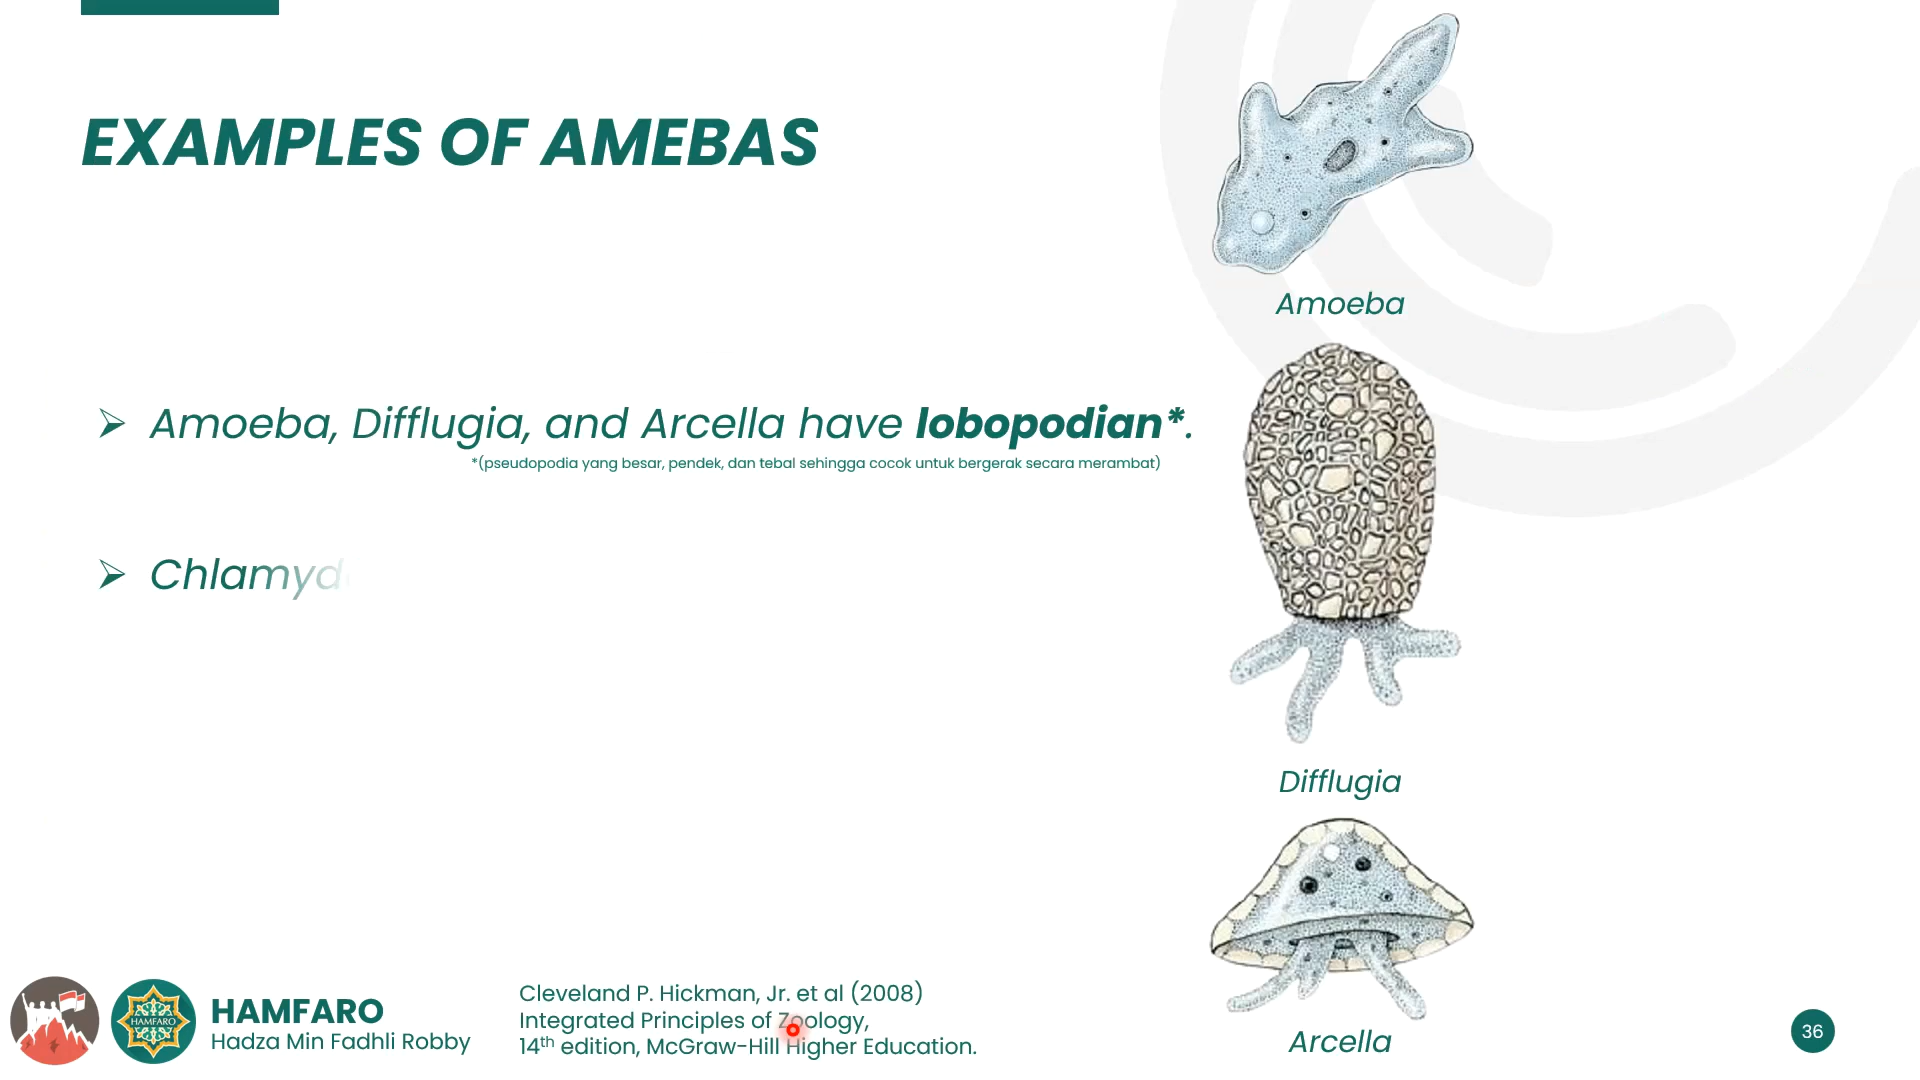 EXAMPLES OF AMEBAS
Amoeba
➢ Amoeba, Difflugia, and Arcella have lobopodian*.
*(pseudopodia yang besar, pendek, dan tebal sehingga cocok untuk bergerak secara merambat)
➢ Chlamyd
Difflugia
Arcella
HAMFARO
HAMFARO
Hadza Min Fadhli Robby
Cleveland P. Hickman, Jr. et al (2008)
Integrated Principles of Zoology,
14th edition, McGraw-Hill Higher Education.
36